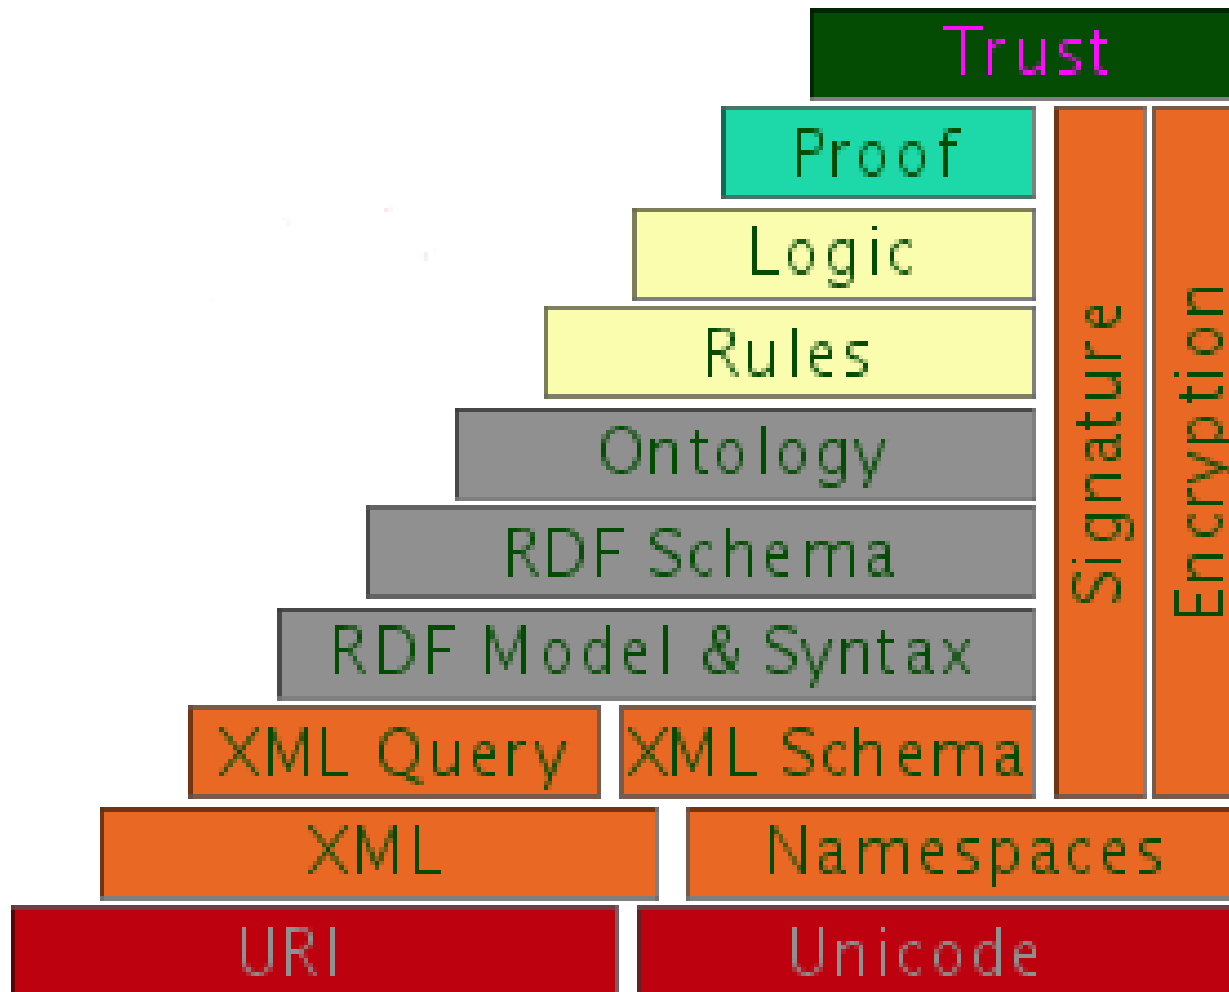 Trust
Proof
Logic
Rules
Ontology
RDF Schema
RDF Model & Syntax
XML Query
XML Schema
Signature
Encryption
XML
Namespaces
URI
Unicode